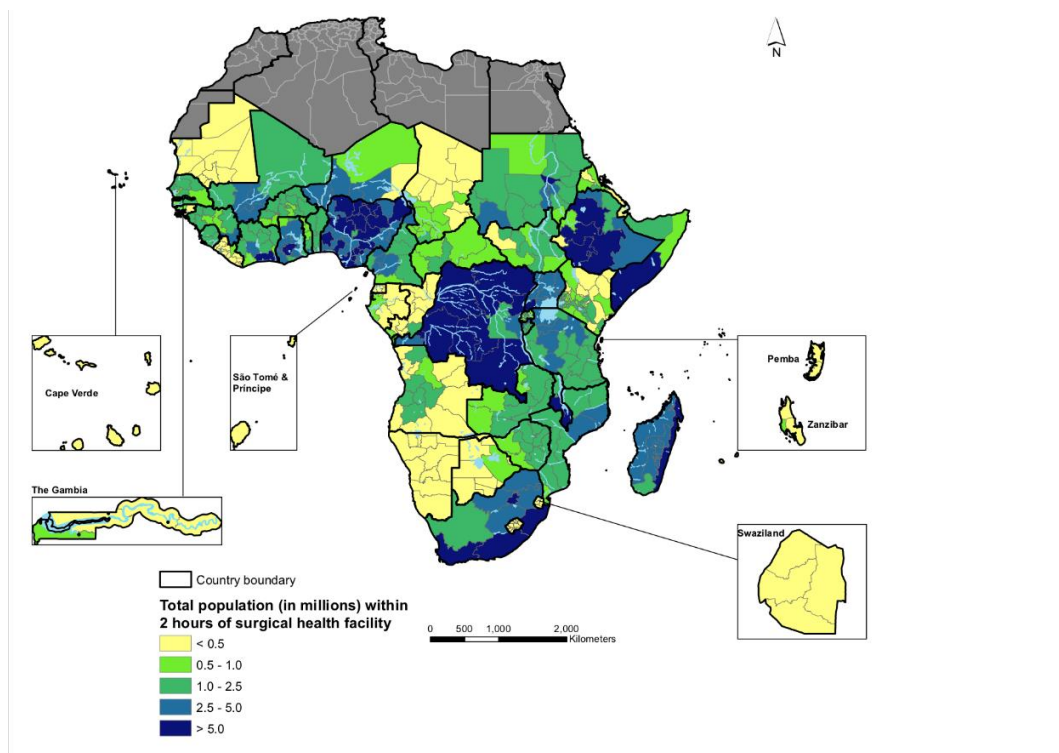 N
Cape Verde
São Tomé &
Príncipe
Pemba
Zanzibar
The Gambia
Swaziland
Country boundary
Total population (in millions) within
2 hours of surgical health facility
0 500 1,000 2,000
Kilometers
< 0.5
0.5 - 1.0
1.0 - 2.5
2.5 - 5.0
> 5.0